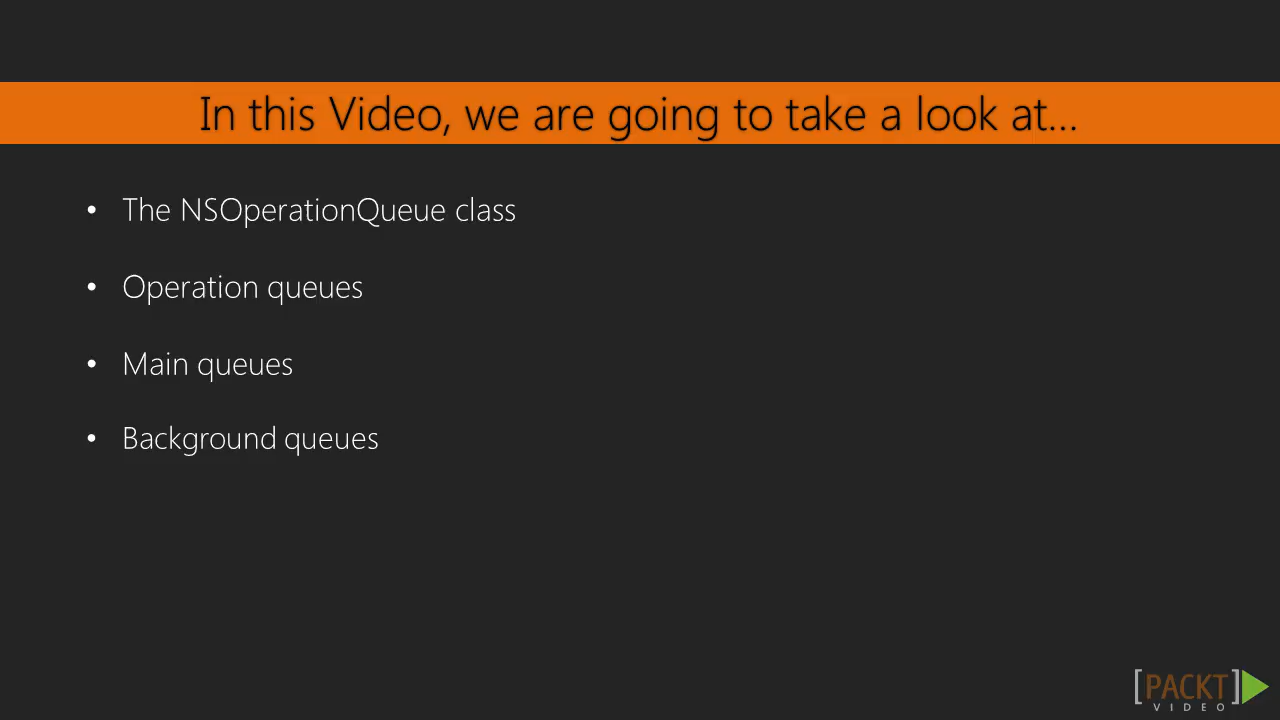 In this Video, we are going to take a look at...
• The NSOperationQueue class
• Operation queues
• Main queues
• Background queues
[PACKT]
VIDEO